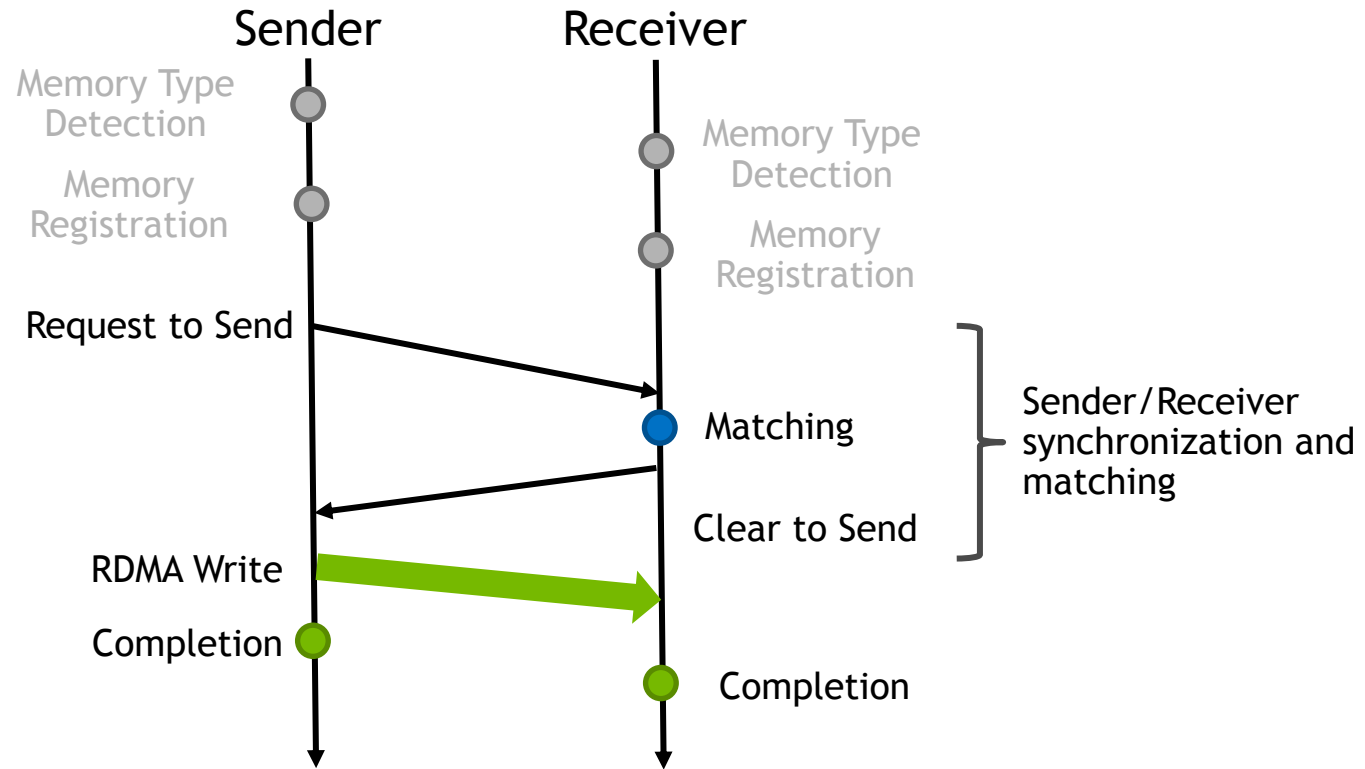 Sender
Receiver
Memory Type
Detection
Memory Type
Detection
Memory
Registration
Memory
Registration
Request to Send
Matching
Sender/Receiver
synchronization and
matching
Clear to Send
RDMA Write
Completion
Completion